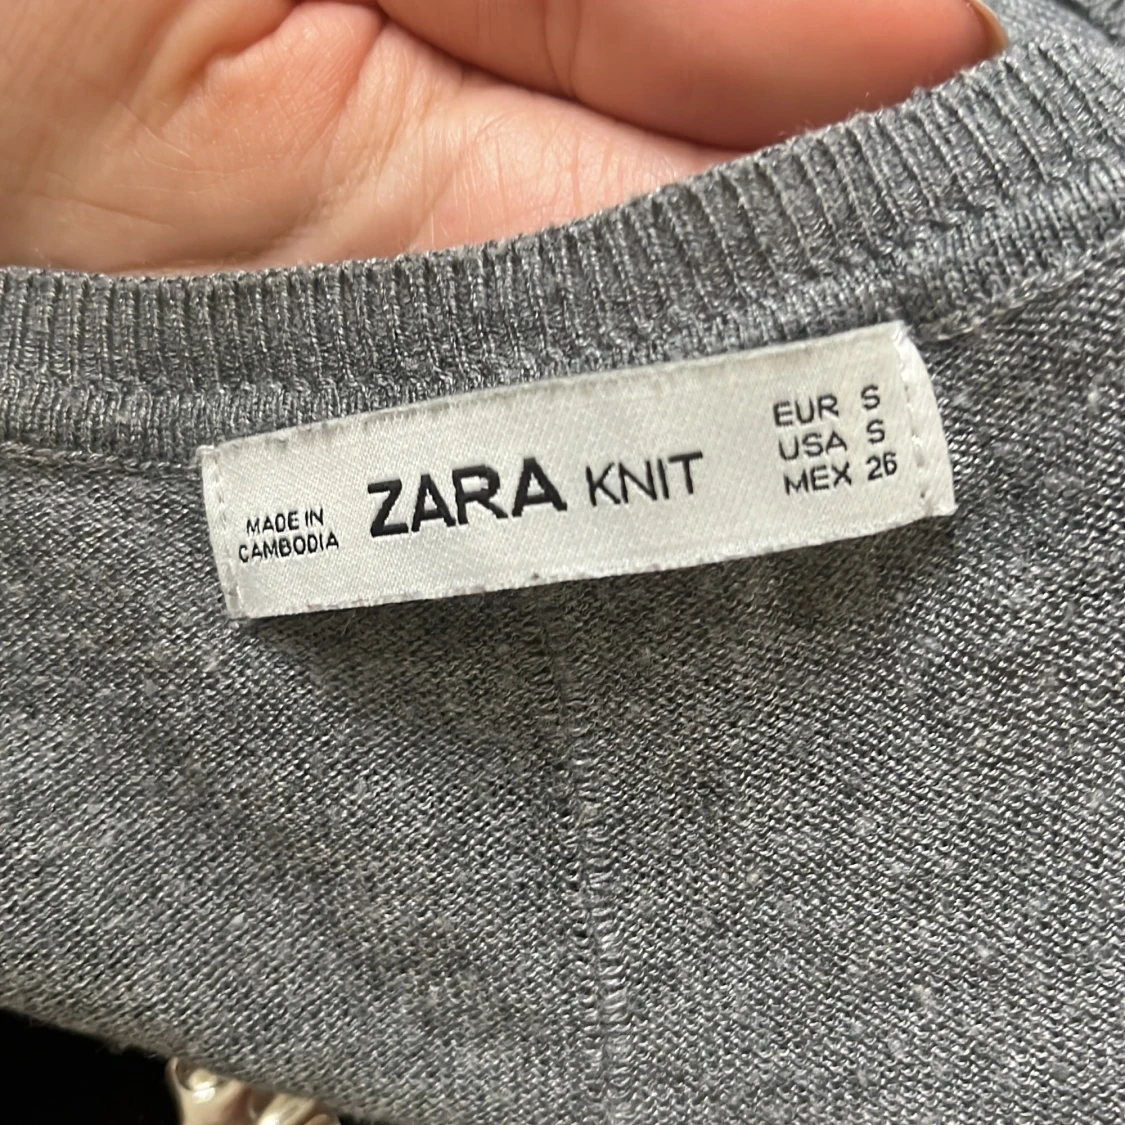 MADE IN
CAMBODIA
ZARA KNIT
EUR S
USA S
MEX 26